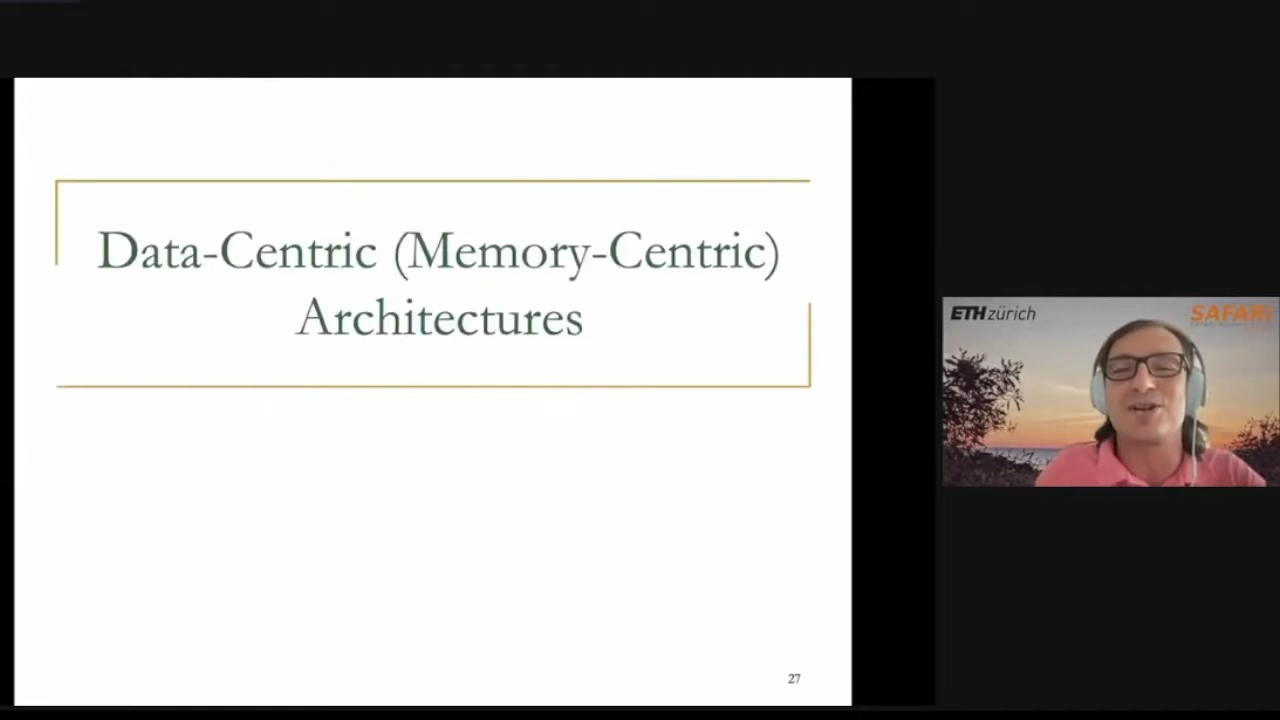 Data-Centric (Memory-Centric)
Architectures
27
ETH zürich
SAFARI